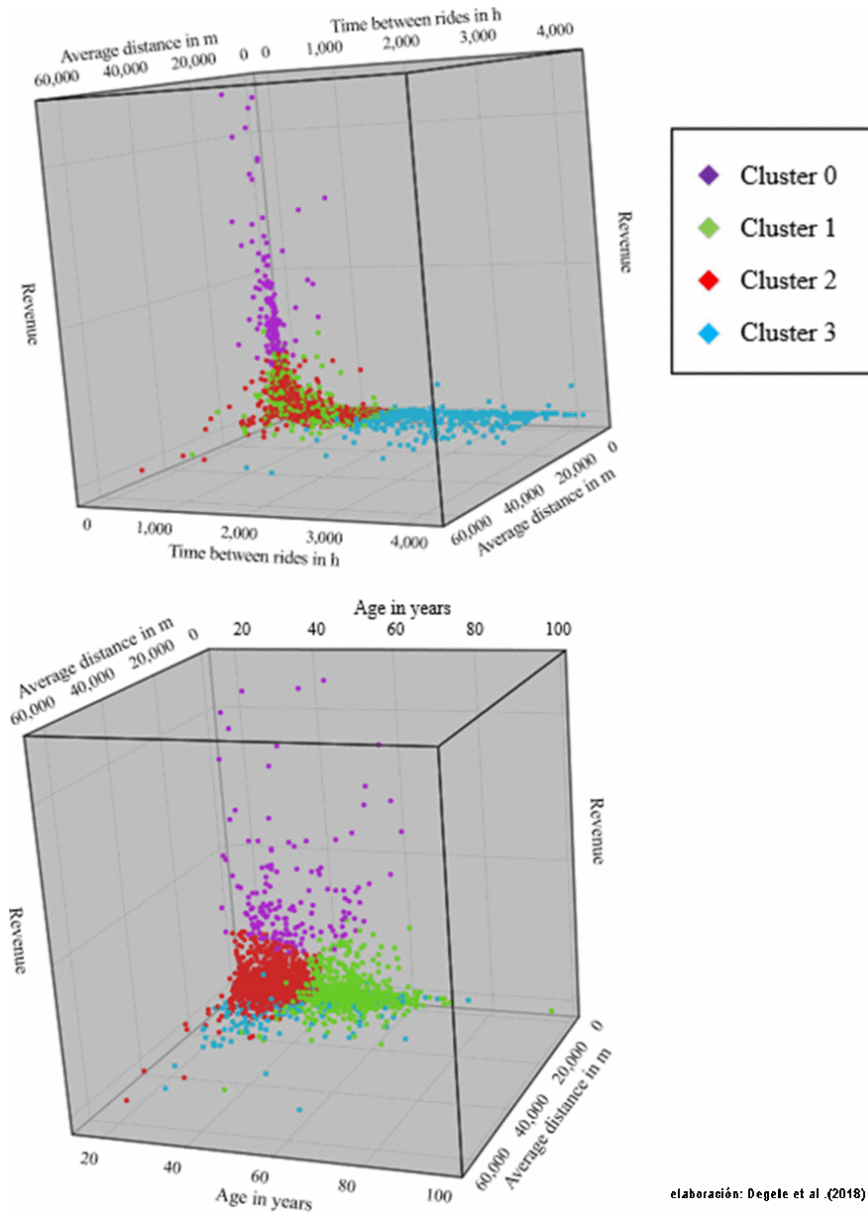 Time between rides in h
Average distance in m
60,000 40,000 20,000 0 0 1,000 2,000 3,000 4,000
Revenue
Revenue
0 1,000 2,000 3,000 4,000
Time between rides in h
60,000 40,000 20,000 0
Average distance in m
Cluster 0
Cluster 1
Cluster 2
Cluster 3
Age in years
20 40 60 80 100
Average distance in m
60,000 40,000 20,000 0
Revenue
Revenue
20 40 60 80 100
Age in years
60,000 40,000 20,000 0
Average distance in m
elaboración: Degele et al .(2018)